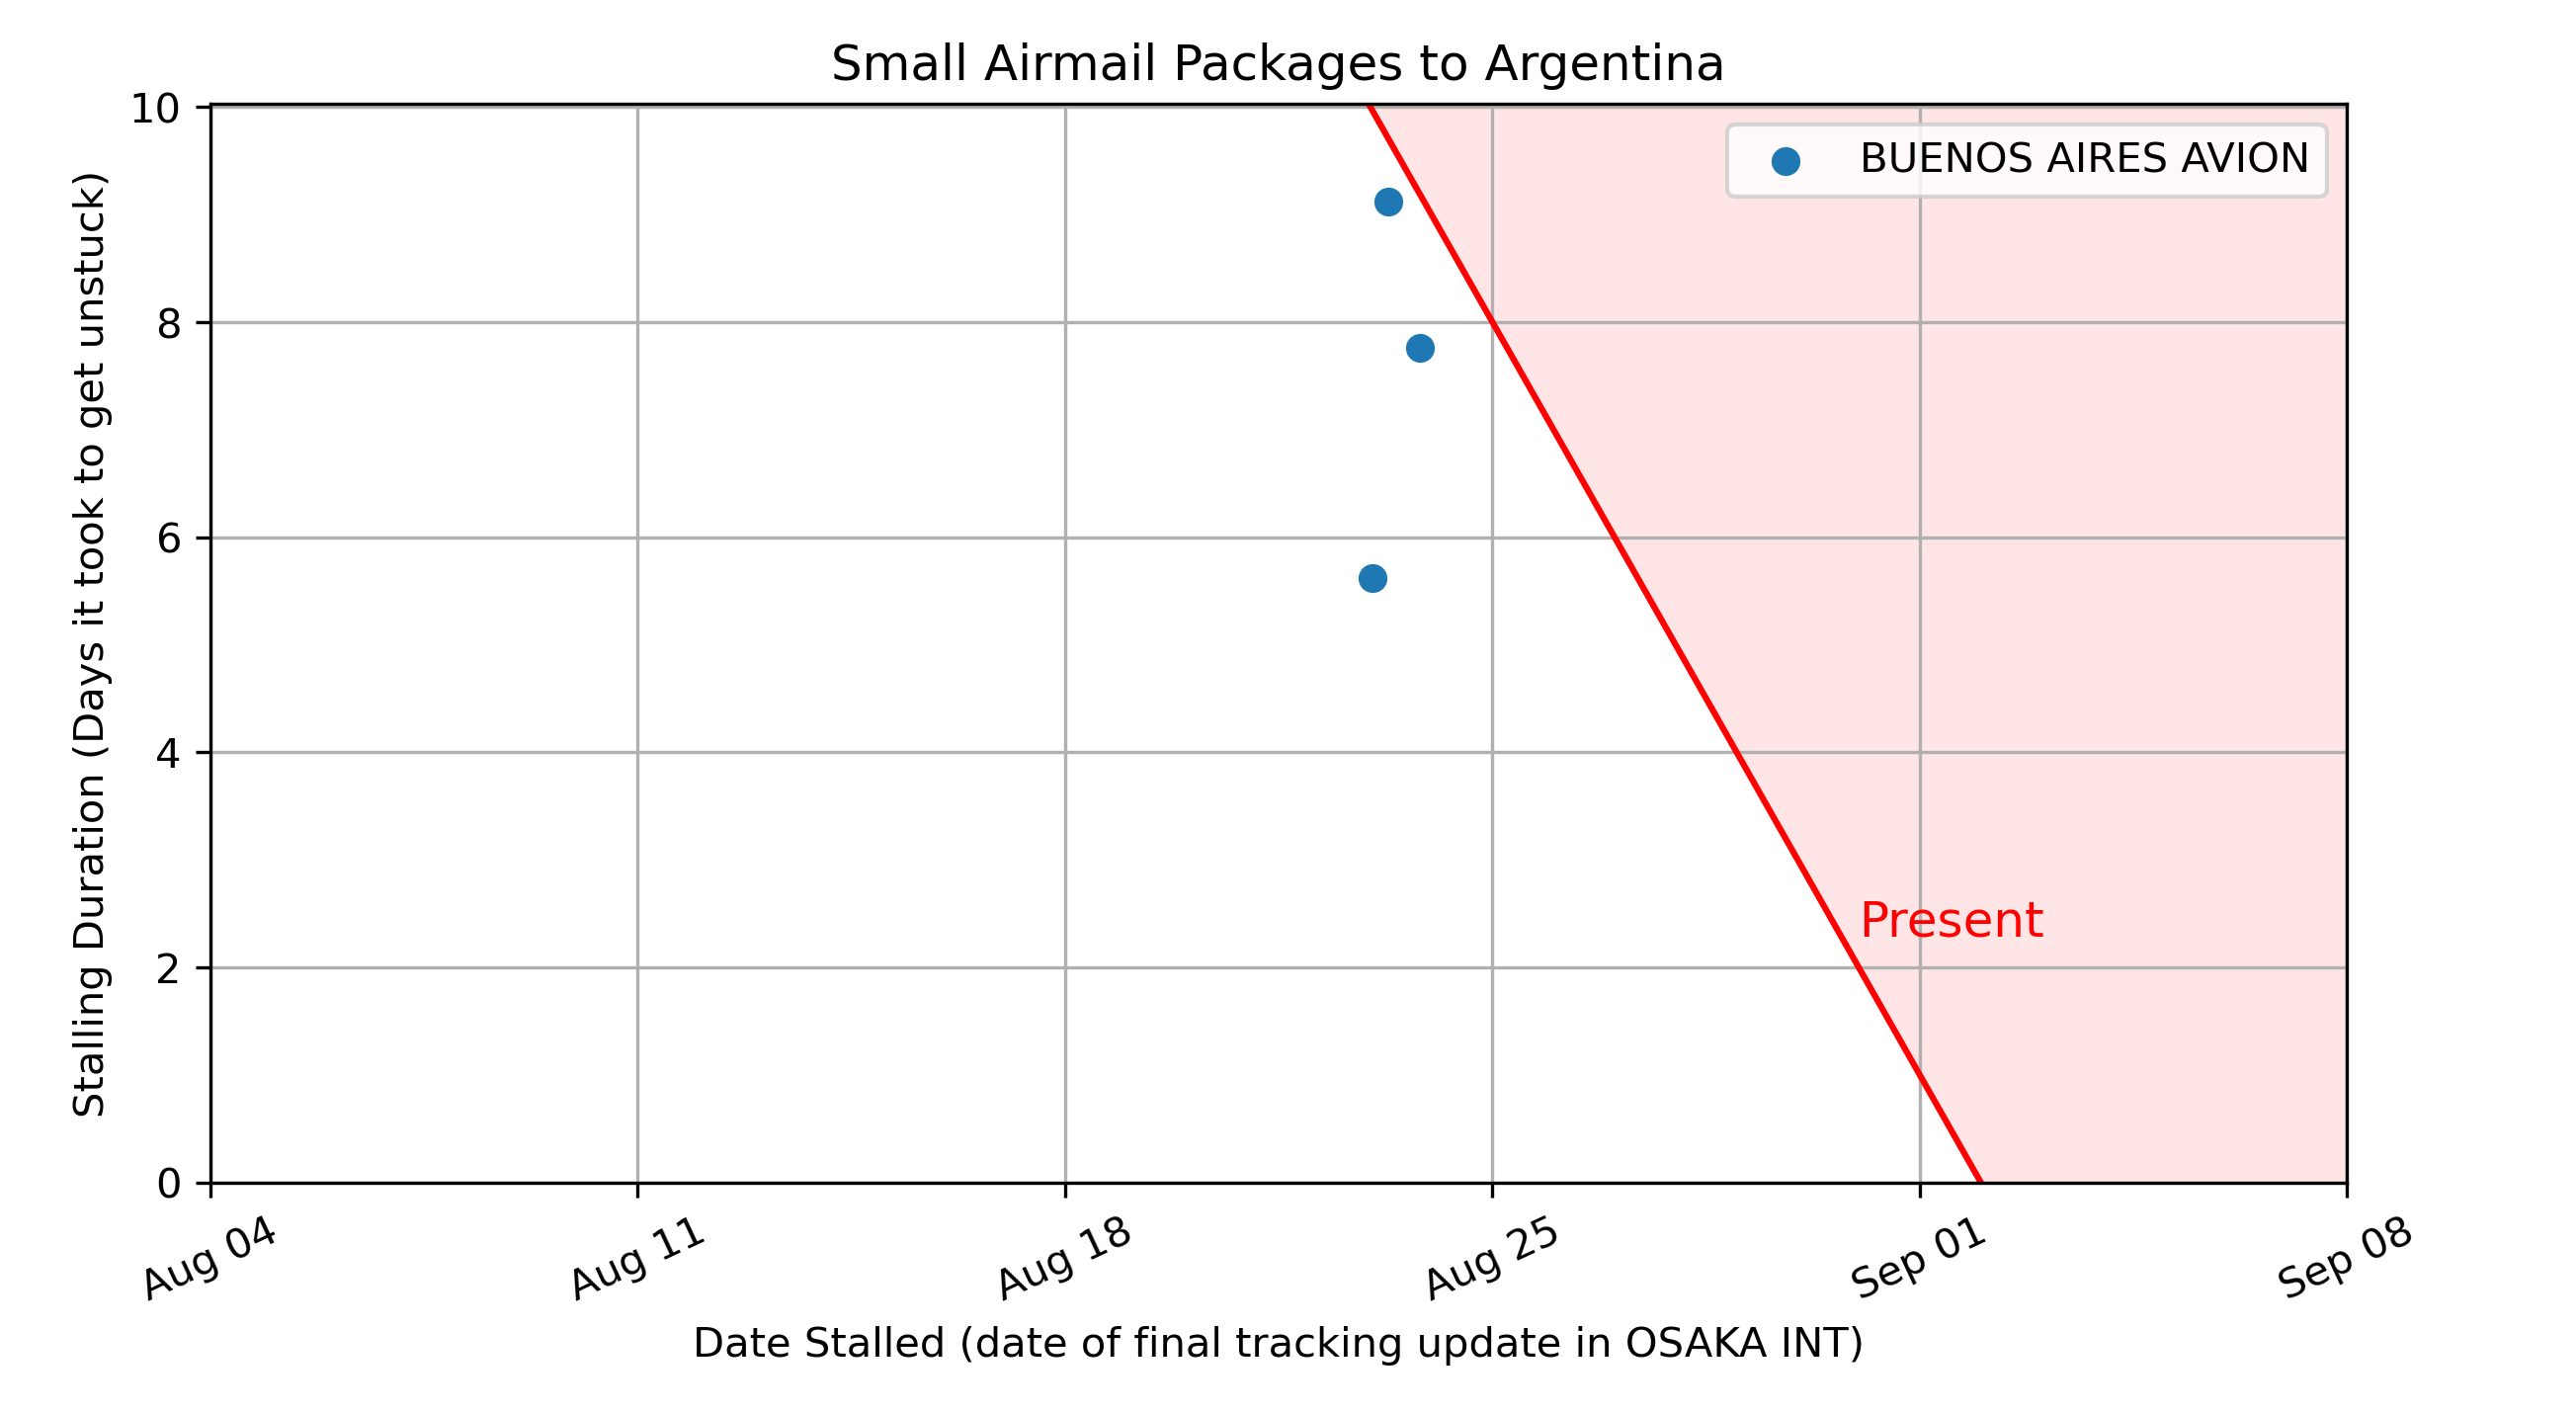 Small Airmail Packages to Argentina
BUENOS AIRES AVION
Stalling Duration (Days it took to get unstuck)
10
8
6
4
2
0
Present
Aug 04
Aug 11
Aug 18
Aug 25
Sep 01
Sep 08
Date Stalled (date of final tracking update in OSAKA INT)